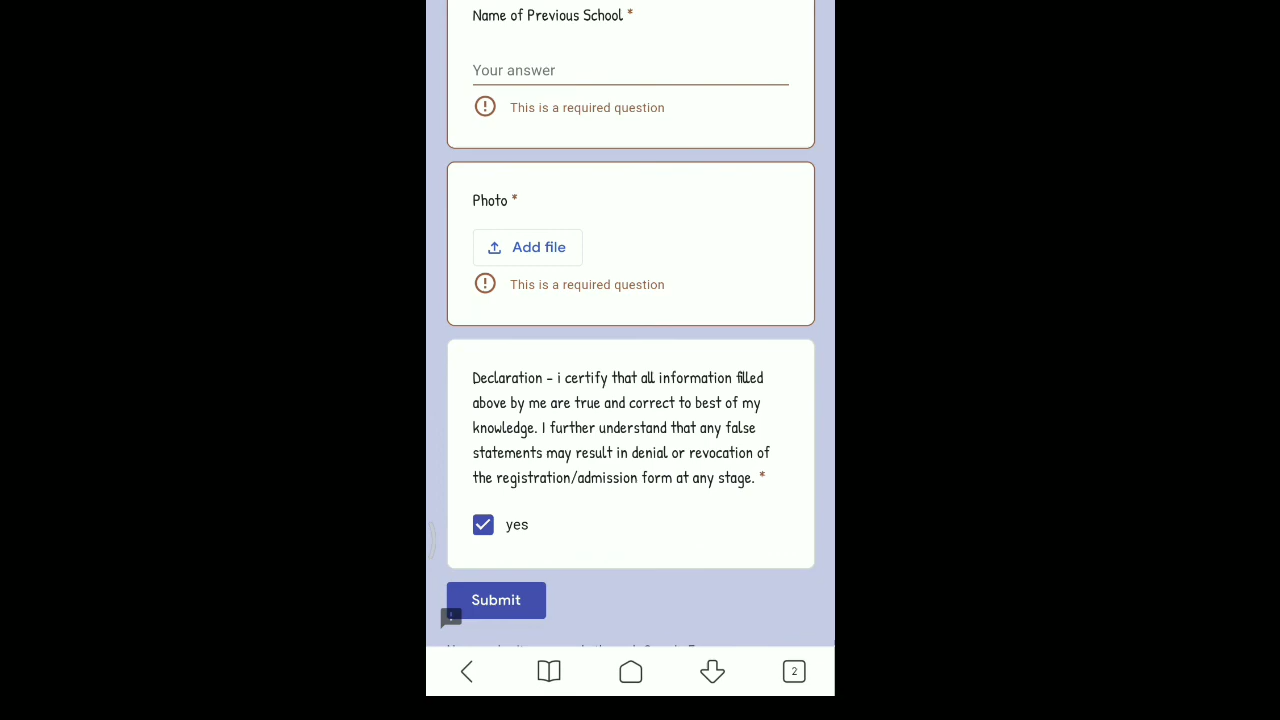 Name of Previous School *
Your answer
This is a required question
Photo *
Add file
This is a required question
Declaration - i certify that all information filled
above by me are true and correct to best of my
knowledge. I further understand that any false
statements may result in denial or revocation of
the registration/admission form at any stage. *
yes
Submit
2